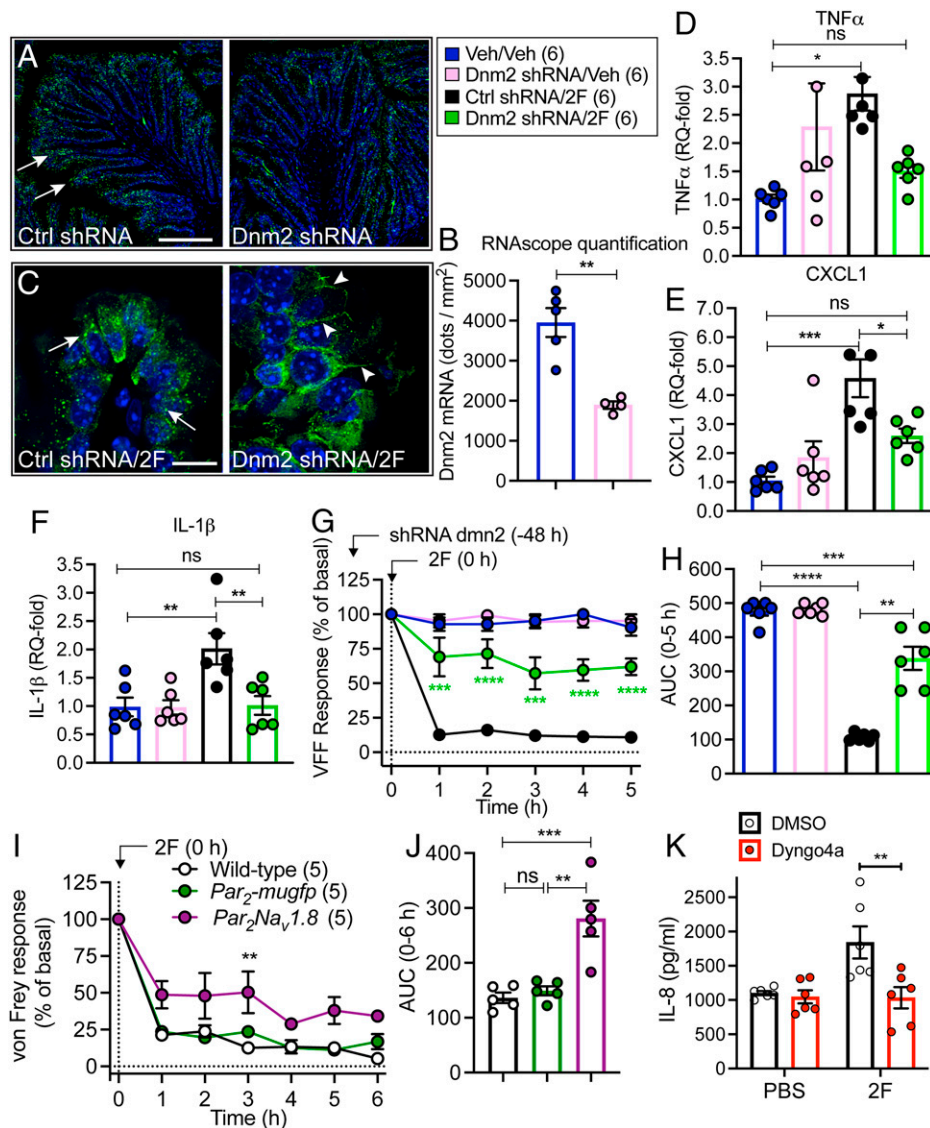 A
Ctrl shRNA
Dnm2 shRNA
Veh/Veh (6)
Dnm2 shRNA/Veh (6)
Ctrl shRNA/2F (6)
Dnm2 shRNA/2F (6)
B
RNAscope quantification
**
Dnm2 mRNA (dots / mm²)
5000
4000
3000
2000
1000
0
C
Ctrl shRNA/2F
Dnm2 shRNA/2F
D
TNFα
ns
*
TNFα (RQ-fold)
3.5
3.0
2.5
2.0
1.5
1.0
0.5
0.0
E
CXCL1
ns
***
*
CXCL1 (RQ-fold)
6.0
5.0
4.0
3.0
2.0
1.0
0.0
F
IL-1β
ns
**
**
IL-1β (RQ-fold)
3.5
3.0
2.5
2.0
1.5
1.0
0.5
0.0
G
shRNA dmn2 (-48 h)
2F (0 h)
VFF Response (% of basal)
125
100
75
50
25
0
***
****
***
****
****
0 1 2 3 4 5
Time (h)
H
***
****
**
AUC (0-5 h)
600
500
400
300
200
100
0
I
2F (0 h)
Wild-type (5)
Par₂-mugfp (5)
Par₂Naᵥ1.8 (5)
**
von Frey response
(% of basal)
125
100
75
50
25
0
0 1 2 3 4 5 6
Time (h)
J
***
ns
**
AUC (0-6 h)
400
300
200
100
0
K
DMSO
Dyngo4a
**
IL-8 (pg/ml)
2500
2000
1500
1000
500
0
PBS
2F